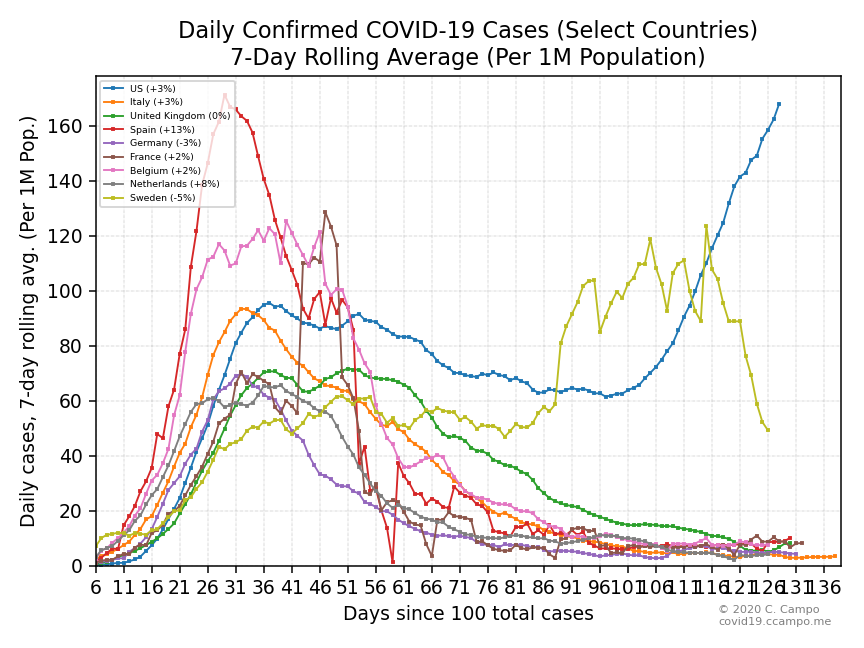 Daily Confirmed COVID-19 Cases (Select Countries)
7-Day Rolling Average (Per 1M Population)
Daily cases, 7-day rolling avg. (Per 1M Pop.)
160
140
120
100
80
60
40
20
0
US (+3%)
Italy (+3%)
United Kingdom (0%)
Spain (+13%)
Germany (-3%)
France (+2%)
Belgium (+2%)
Netherlands (+8%)
Sweden (-5%)
6 11 16 21 26 31 36 41 46 51 56 61 66 71 76 81 86 91 96 101 106 111 116 121 126 131 136
Days since 100 total cases
© 2020 C. Campo
covid19.ccampo.me